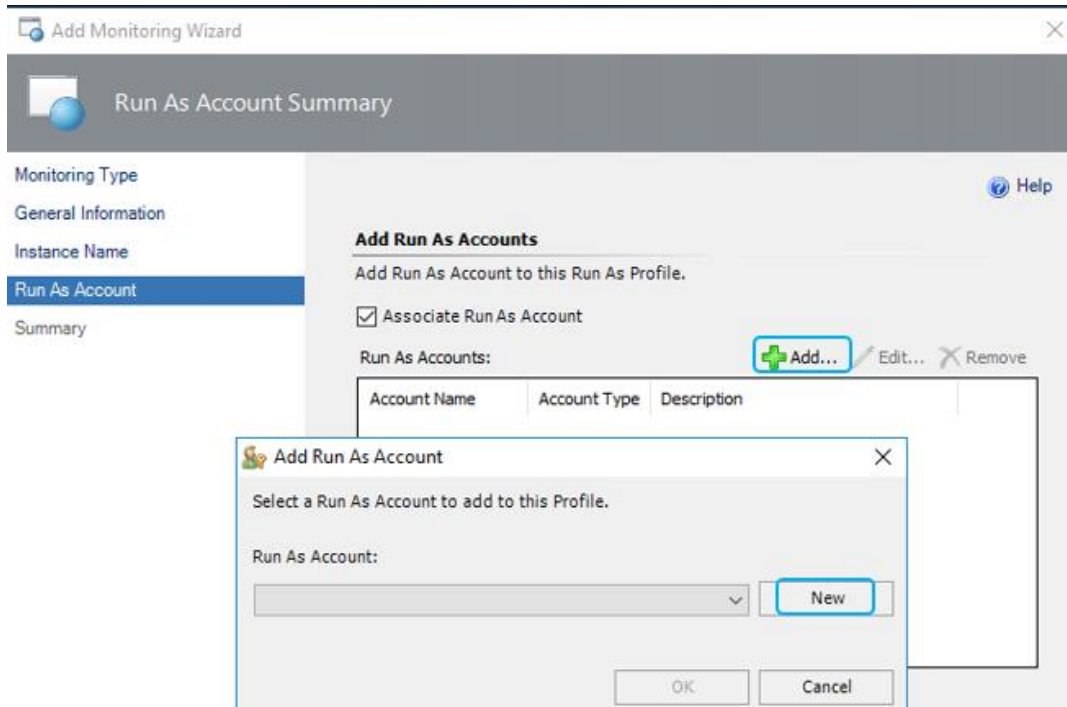 Add Monitoring Wizard
Run As Account Summary
Monitoring Type
General Information
Instance Name
Run As Account
Summary
Help
Add Run As Accounts
Add Run As Account to this Run As Profile.
Associate Run As Account
Run As Accounts:
Add... Edit... Remove
Account Name Account Type Description
Add Run As Account
Select a Run As Account to add to this Profile.
Run As Account:
New
OK Cancel